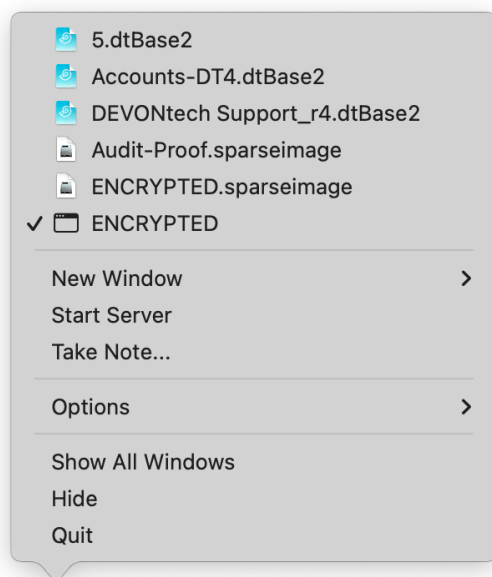 5.dtBase2
Accounts-DT4.dtBase2
DEVONtech Support_r4.dtBase2
Audit-Proof.sparseimage
ENCRYPTED.sparseimage
ENCRYPTED
New Window
Start Server
Take Note...
Options
Show All Windows
Hide
Quit